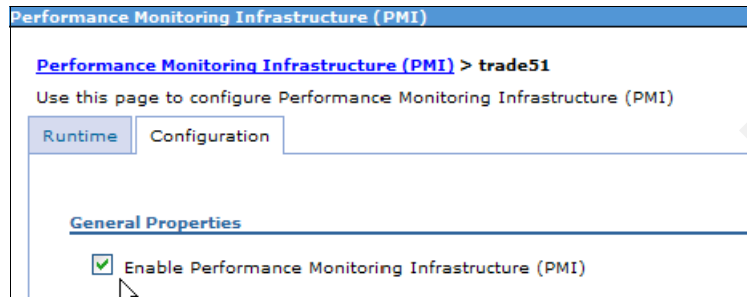 Performance Monitoring Infrastructure (PMI)
Performance Monitoring Infrastructure (PMI) > trade51
Use this page to configure Performance Monitoring Infrastructure (PMI)
Runtime Configuration
General Properties
Enable Performance Monitoring Infrastructure (PMI)